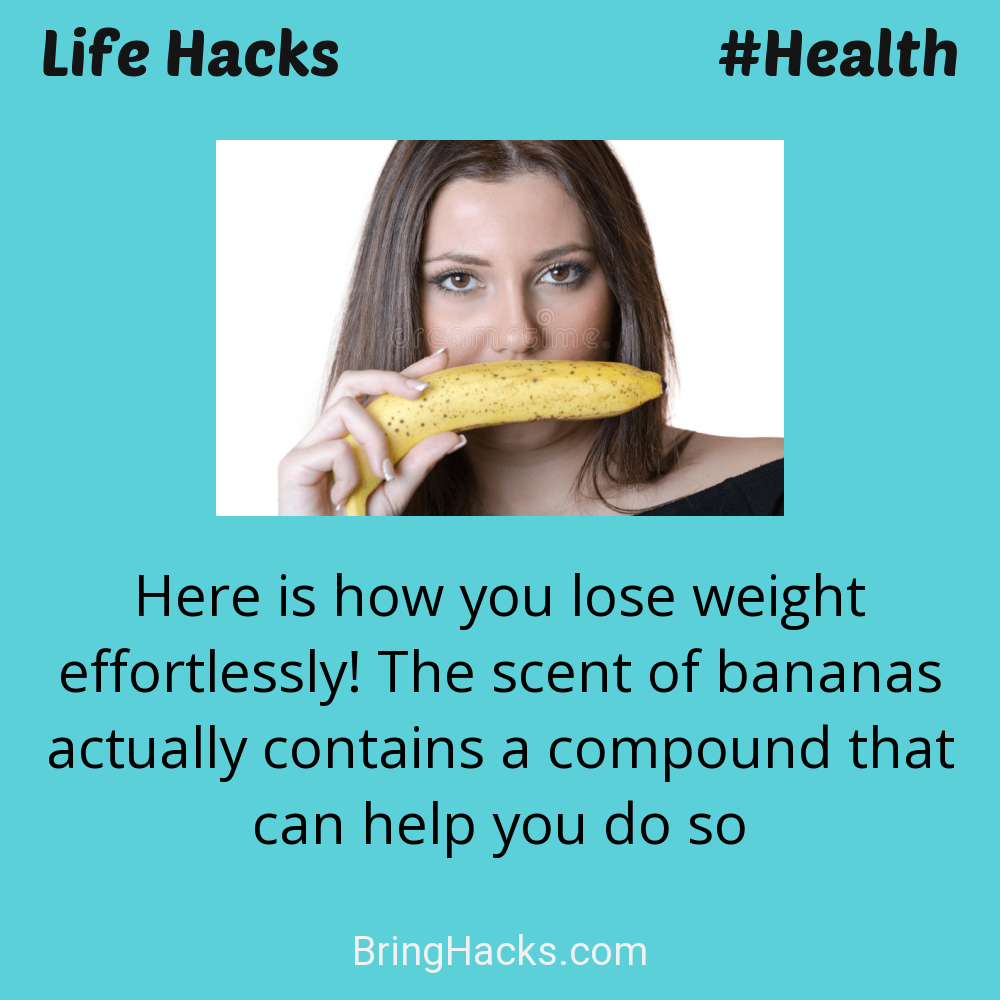 Life Hacks #Health
dreamstime.
Here is how you lose weight
effortlessly! The scent of bananas
actually contains a compound that
can help you do so
BringHacks.com